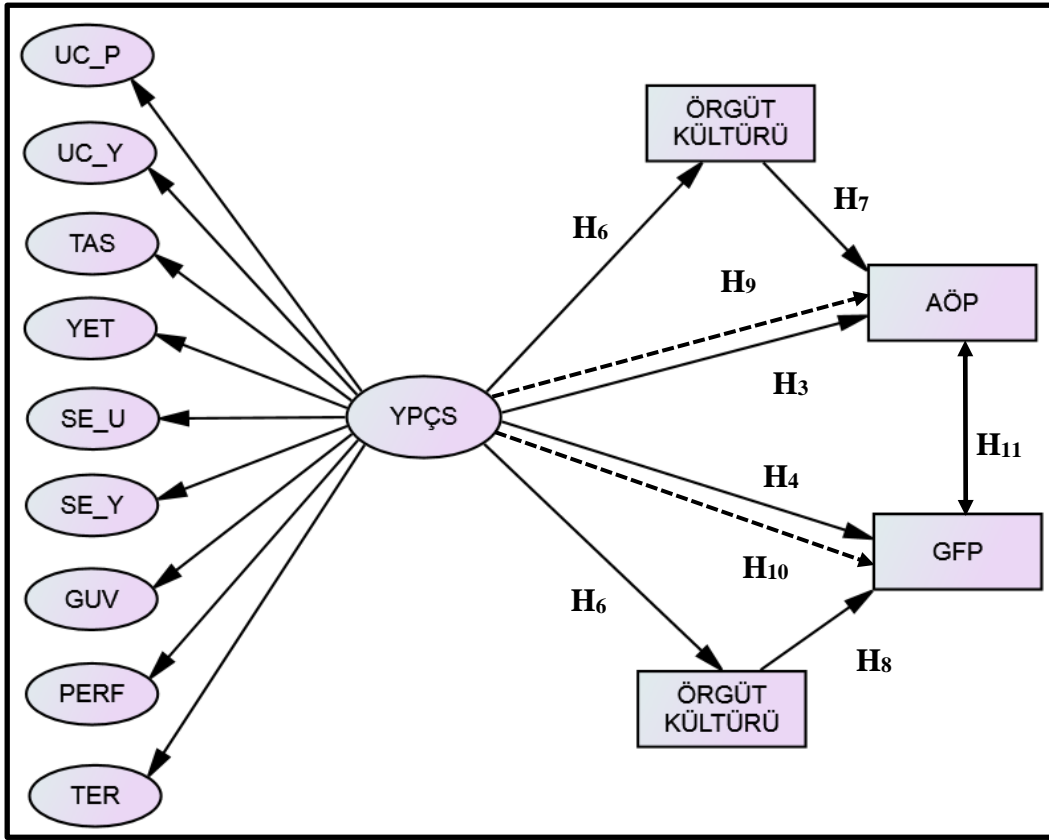 UC_P
UC_Y
TAS
YET
SE_U
SE_Y
GUV
PERF
TER
YPÇS
ÖRGÜT
KÜLTÜRÜ
H6
H7
H9
H3
AÖP
H11
H4
H10
GFP
H6
H8
ÖRGÜT
KÜLTÜRÜ